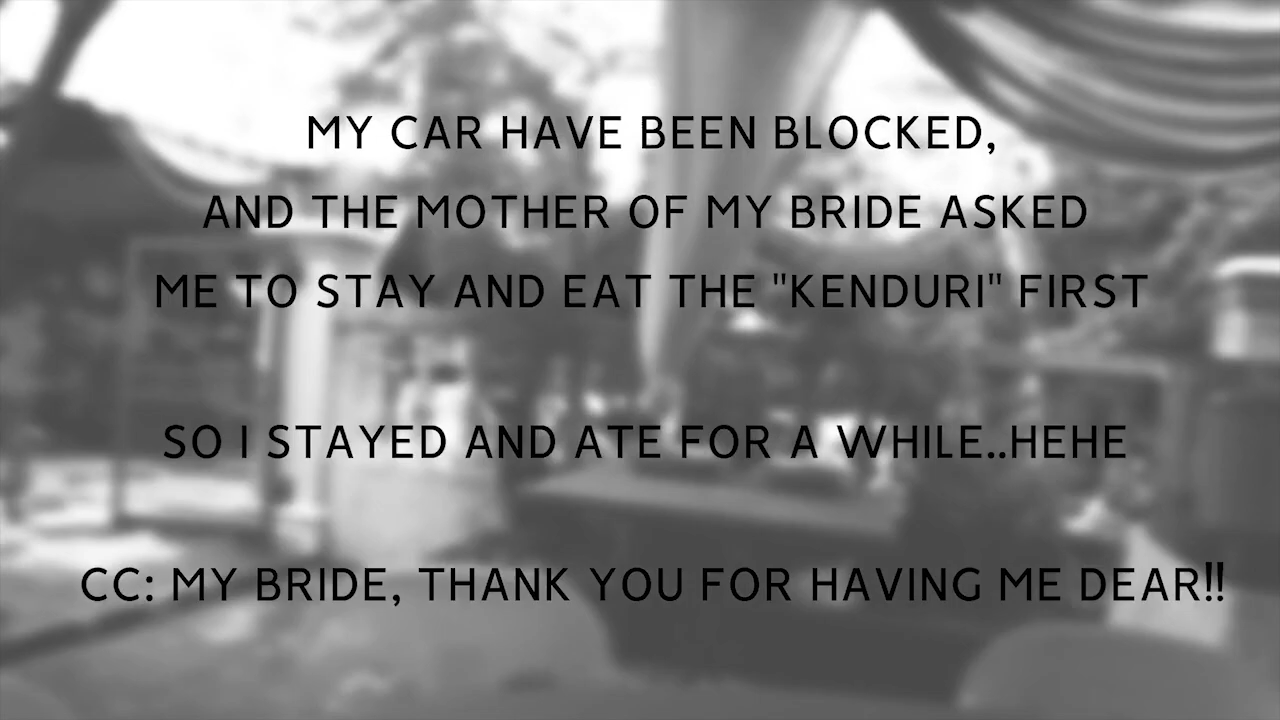 MY CAR HAVE BEEN BLOCKED,
AND THE MOTHER OF MY BRIDE ASKED
ME TO STAY AND EAT THE "KENDURI" FIRST
SO I STAYED AND ATE FOR A WHILE..HEHE
CC: MY BRIDE, THANK YOU FOR HAVING ME DEAR!!